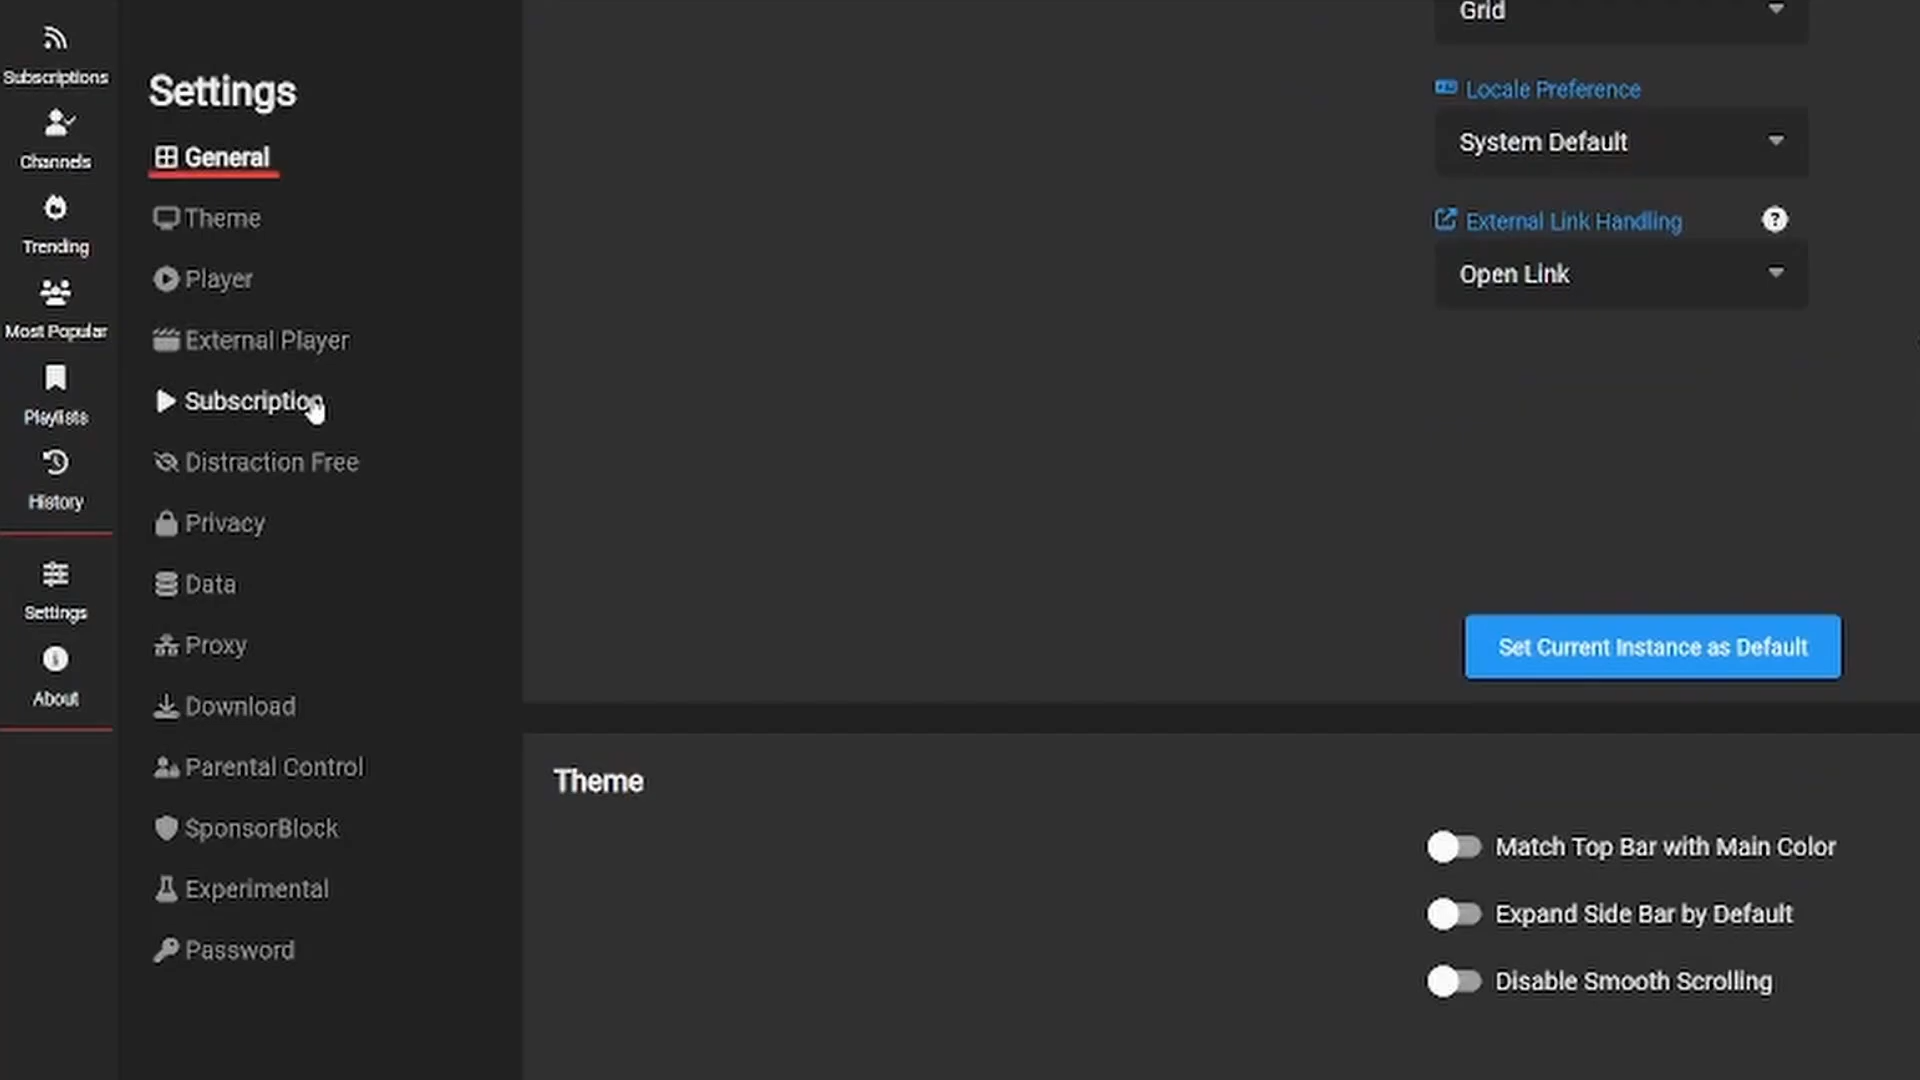 Subscriptions
Channels
Trending
Most Popular
Playlists
History
Settings
About
Settings
General
Theme
Player
External Player
Subscription
Distraction Free
Privacy
Data
Proxy
Download
Parental Control
SponsorBlock
Experimental
Password
Grid
Locale Preference
System Default
External Link Handling
?
Open Link
Set Current Instance as Default
Theme
Match Top Bar with Main Color
Expand Side Bar by Default
Disable Smooth Scrolling